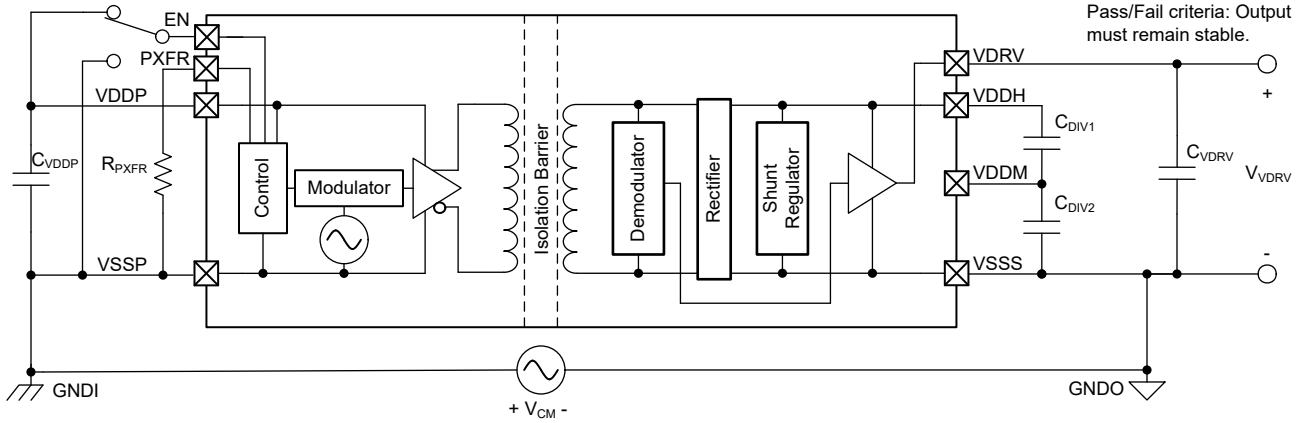 Pass/Fail criteria: Output
must remain stable.
EN
PXFR
VDRV
VDDP
VDDH
+
CVDDP
RPXFR
Control
Modulator
Isolation Barrier
Demodulator
Rectifier
Shunt
Regulator
CDIV1
CVDRV
VDDM
VVDRV
CDIV2
VSSP
VSSS
-
GNDI
GNDO
+ VCM -